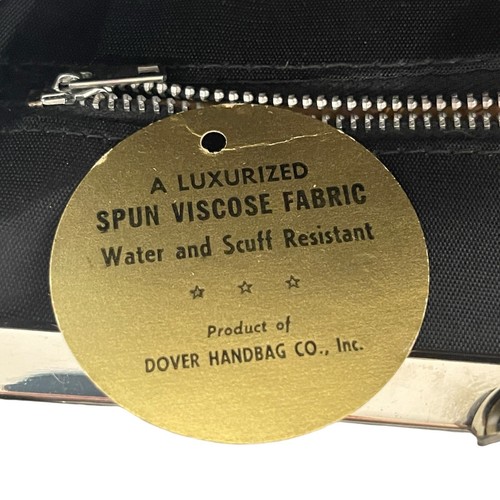 A LUXURIZED
SPUN VISCOSE FABRIC
Water and Scuff Resistant
Product of
DOVER HANDBAG CO., Inc.